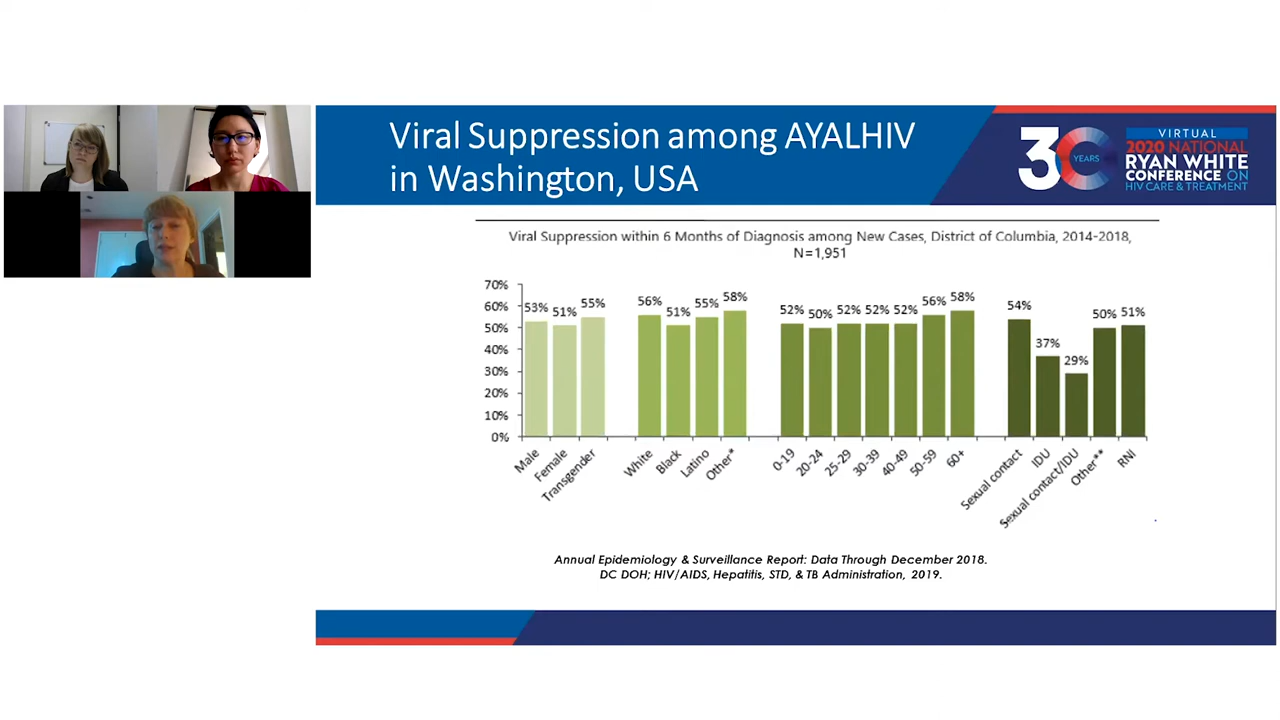 Viral Suppression among AYALHIV
in Washington, USA
30
YEARS
VIRTUAL
2020 NATIONAL
RYAN WHITE
CONFERENCE ON
HIV CARE & TREATMENT
Viral Suppression within 6 Months of Diagnosis among New Cases, District of Columbia, 2014-2018,
N=1,951
70%
60%
50%
40%
30%
20%
10%
0%
53% 51% 55% 56% 51% 55% 58% 52% 50% 52% 52% 52% 56% 58% 54% 37% 29% 50% 51%
Male Female Transgender White Black Latino Other* 0-19 20-24 25-29 30-39 40-49 50-59 60+ Sexual contact IDU Sexual contact/IDU Other** RNI
Annual Epidemiology & Surveillance Report: Data Through December 2018.
DC DOH; HIV/AIDS, Hepatitis, STD, & TB Administration, 2019.